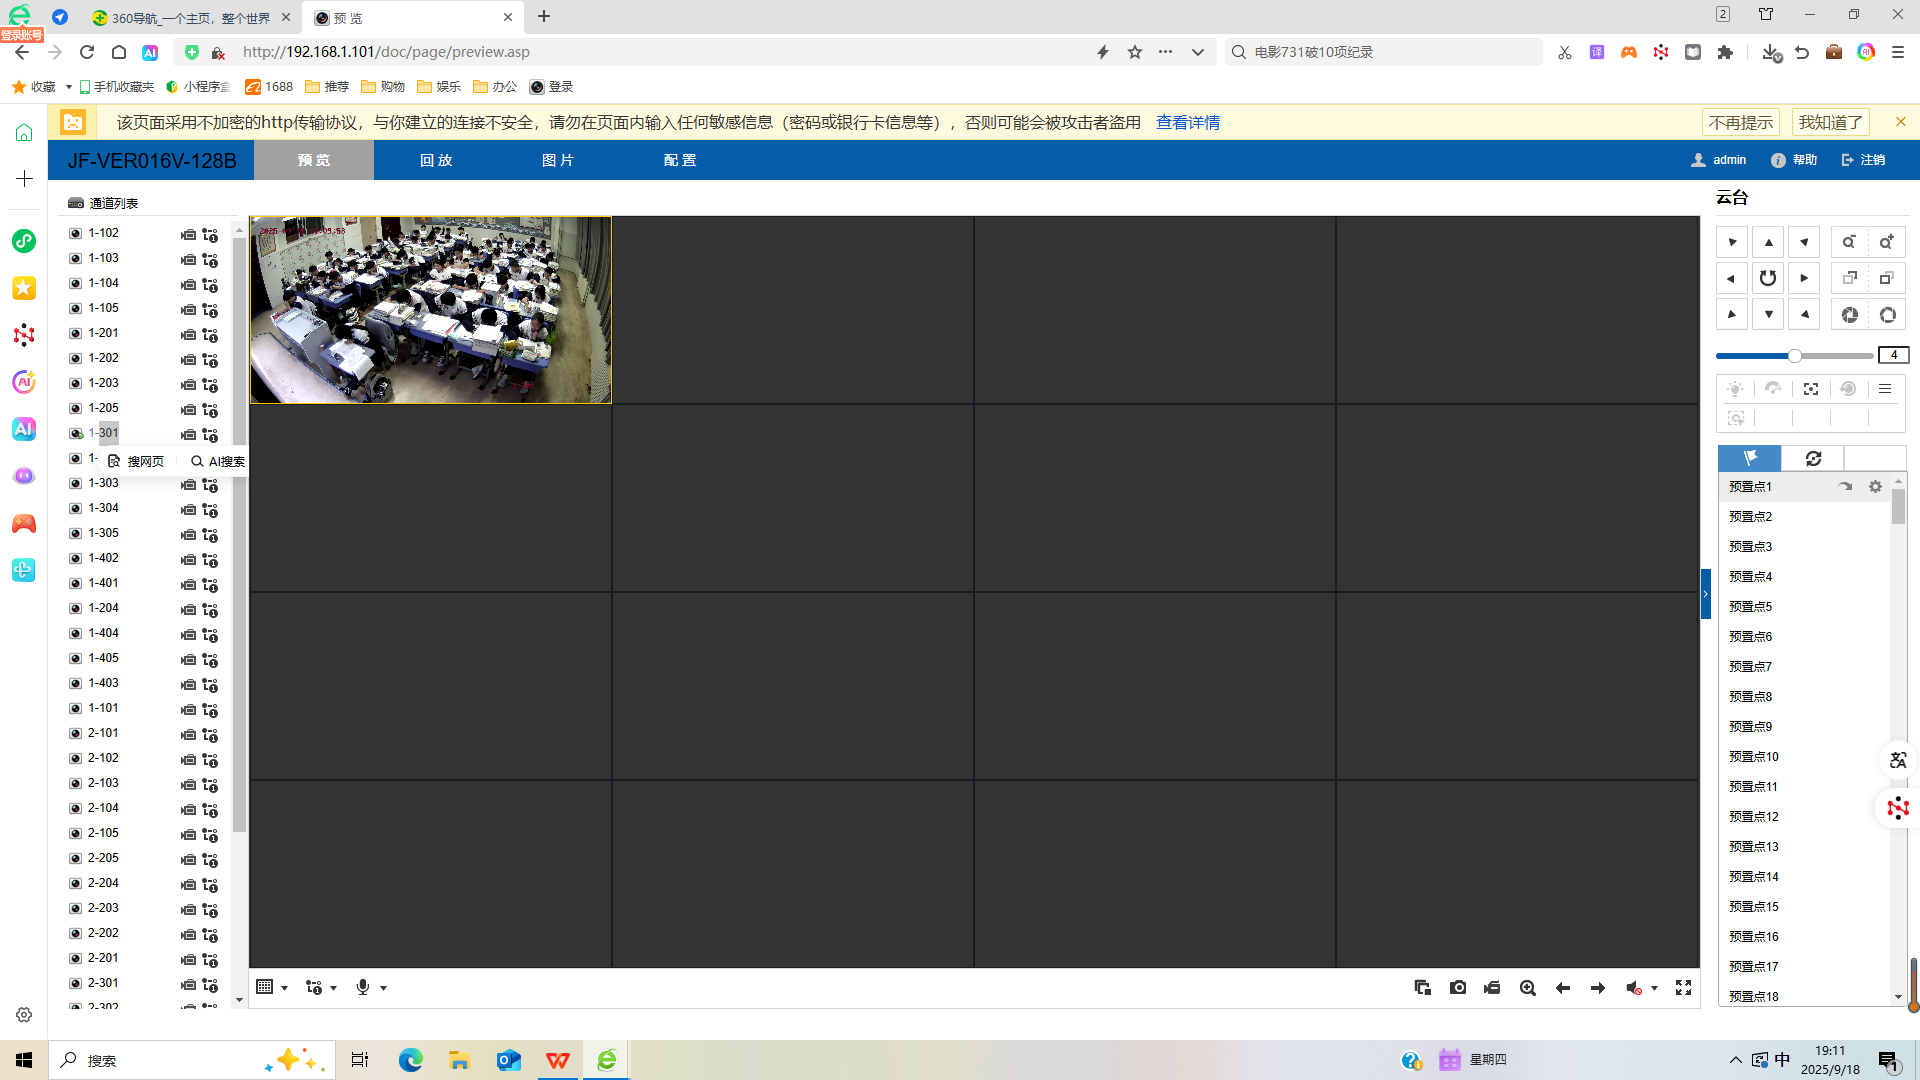 登录账号
360导航_一个主页，整个世界
预 览
2
http://192.168.1.101/doc/page/preview.asp
电影731破10项纪录
收藏
手机收藏夹
小程序盒
1688
推荐
购物
娱乐
办公
登录
该页面采用不加密的http传输协议，与你建立的连接不安全，请勿在页面内输入任何敏感信息（密码或银行卡信息等），否则可能会被攻击者盗用 查看详情
不再提示
我知道了
JF-VER016V-128B
预 览
回 放
图 片
配 置
admin
帮助
注销
通道列表
云台
1-102
1-103
1-104
1-105
1-201
1-202
1-203
1-205
1-301
1-
搜网页
AI搜索
1-303
1-304
1-305
1-402
1-401
1-204
1-404
1-405
1-403
1-101
2-101
2-102
2-103
2-104
2-105
2-205
2-204
2-203
2-202
2-201
2-301
2-302
4
预置点1
预置点2
预置点3
预置点4
预置点5
预置点6
预置点7
预置点8
预置点9
预置点10
预置点11
预置点12
预置点13
预置点14
预置点15
预置点16
预置点17
预置点18
搜索
星期四
中
19:11
2025/9/18
1